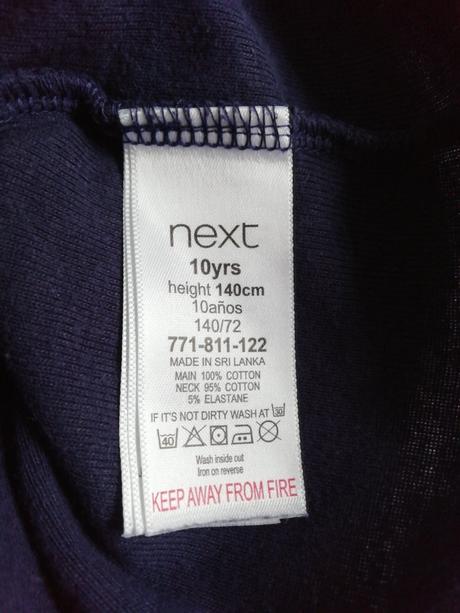 next
10yrs
height 140cm
10años
140/72
771-811-122
MADE IN SRI LANKA
MAIN 100% COTTON
NECK 95% COTTON
5% ELASTANE
IF IT'S NOT DIRTY WASH AT 30
40
Wash inside out
Iron on reverse
KEEP AWAY FROM FIRE